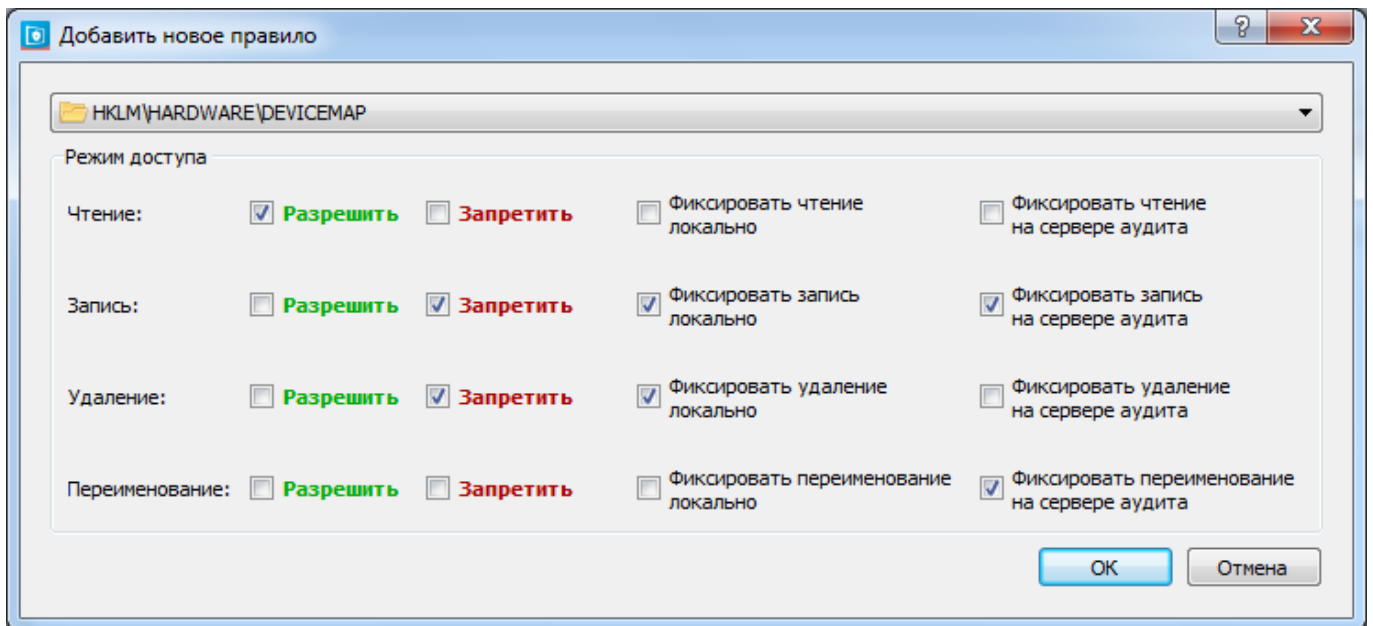 Добавить новое правило
HKLM\HARDWARE\DEVICEMAP
Режим доступа
Чтение: Разрешить Запретить Фиксировать чтение локально Фиксировать чтение на сервере аудита
Запись: Разрешить Запретить Фиксировать запись локально Фиксировать запись на сервере аудита
Удаление: Разрешить Запретить Фиксировать удаление локально Фиксировать удаление на сервере аудита
Переименование: Разрешить Запретить Фиксировать переименование локально Фиксировать переименование на сервере аудита
OK Отмена